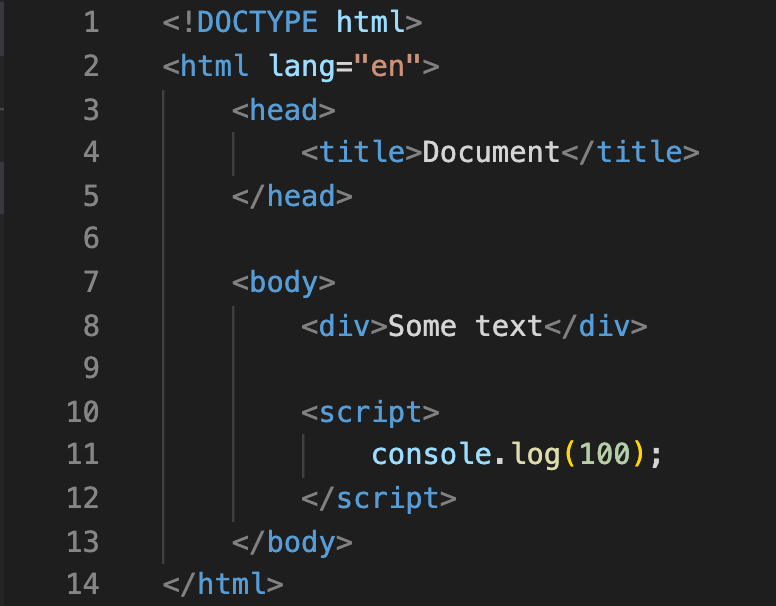 1 <!DOCTYPE html>
2 <html lang="en">
3     <head>
4         <title>Document</title>
5     </head>
6
7     <body>
8         <div>Some text</div>
9
10         <script>
11             console.log(100);
12         </script>
13     </body>
14 </html>